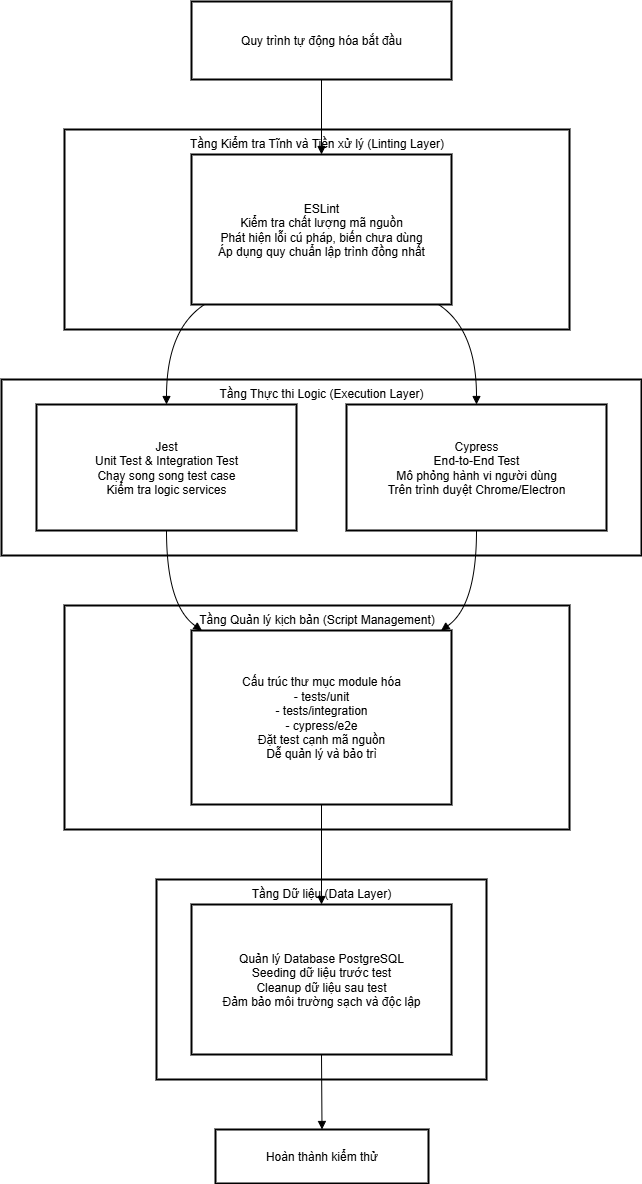 Quy trình tự động hóa bắt đầu
Tầng Kiểm tra Tĩnh và Tiền xử lý (Linting Layer)
ESLint
Kiểm tra chất lượng mã nguồn
Phát hiện lỗi cú pháp, biến chưa dùng
Áp dụng quy chuẩn lập trình đồng nhất
Tầng Thực thi Logic (Execution Layer)
Jest
Unit Test & Integration Test
Chạy song song test case
Kiểm tra logic services
Cypress
End-to-End Test
Mô phỏng hành vi người dùng
Trên trình duyệt Chrome/Electron
Tầng Quản lý kịch bản (Script Management)
Cấu trúc thư mục module hóa
- tests/unit
- tests/integration
- cypress/e2e
Đặt test cạnh mã nguồn
Dễ quản lý và bảo trì
Tầng Dữ liệu (Data Layer)
Quản lý Database PostgreSQL
Seeding dữ liệu trước test
Cleanup dữ liệu sau test
Đảm bảo môi trường sạch và độc lập
Hoàn thành kiểm thử